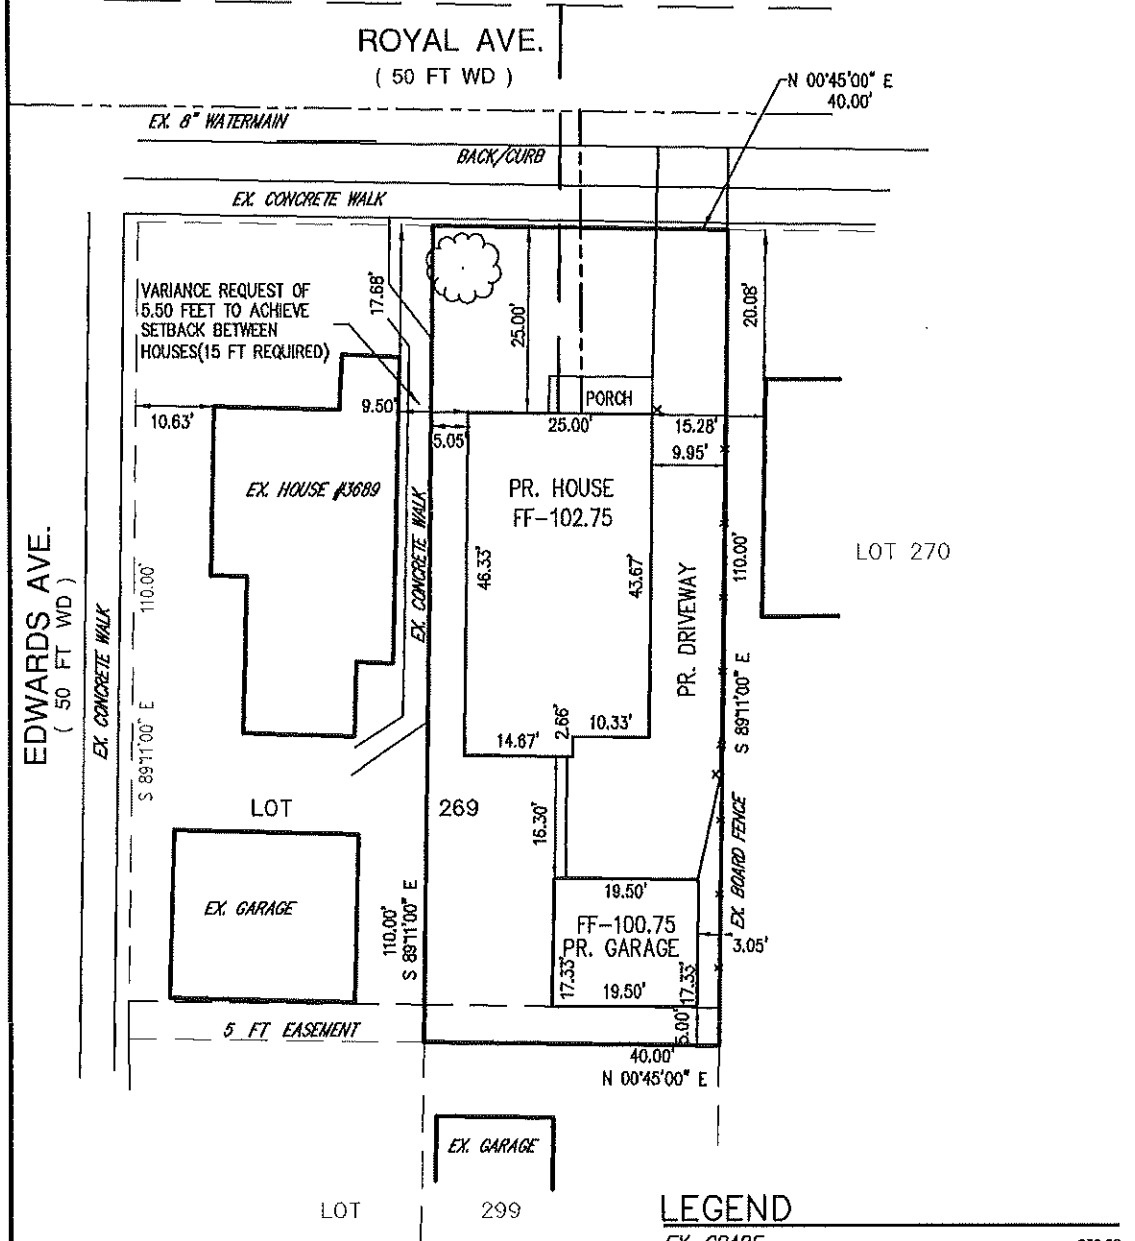 ROYAL AVE.
( 50 FT WD )
N 00°45'00" E
40.00'
EX. 8" WATERMAIN
BACK/CURB
EX. CONCRETE WALK
VARIANCE REQUEST OF
5.50 FEET TO ACHIEVE
SETBACK BETWEEN
HOUSES(15 FT REQUIRED)
17.68'
25.00'
20.08'
PORCH
10.63'
9.50'
5.05'
25.00'
15.28'
9.95'
EX. HOUSE #3689
PR. HOUSE
FF-102.75
EX. CONCRETE WALK
46.33'
43.67'
PR. DRIVEWAY
110.00'
S 89°11'00" E
LOT 270
EDWARDS AVE.
( 50 FT WD )
EX. CONCRETE WALK
110.00'
S 89°11'00" E
14.67'
2.66'
10.33'
LOT 269
16.30'
EX. BOARD FENCE
EX. GARAGE
110.00'
S 89°11'00" E
19.50'
FF-100.75
PR. GARAGE
17.33'
19.50'
17.33'
3.05'
5 FT EASEMENT
5.00'
40.00'
N 00°45'00" E
EX. GARAGE
LOT 299
LEGEND